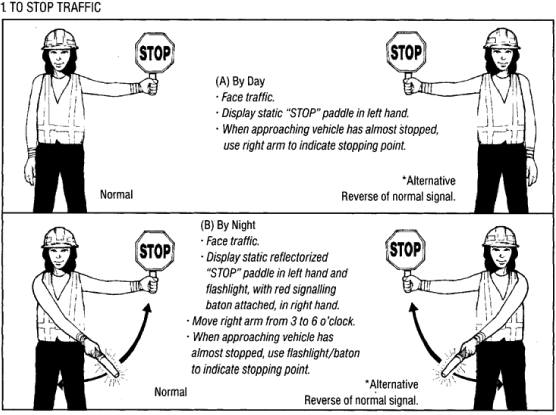 1. TO STOP TRAFFIC
STOP
STOP
(A) By Day
· Face traffic.
· Display static "STOP" paddle in left hand.
· When approaching vehicle has almost stopped,
use right arm to indicate stopping point.
Normal
*Alternative
Reverse of normal signal.
STOP
STOP
(B) By Night
· Face traffic.
· Display static reflectorized
"STOP" paddle in left hand and
flashlight, with red signalling
baton attached, in right hand.
· Move right arm from 3 to 6 o'clock.
· When approaching vehicle has
almost stopped, use flashlight/baton
to indicate stopping point.
Normal
*Alternative
Reverse of normal signal.